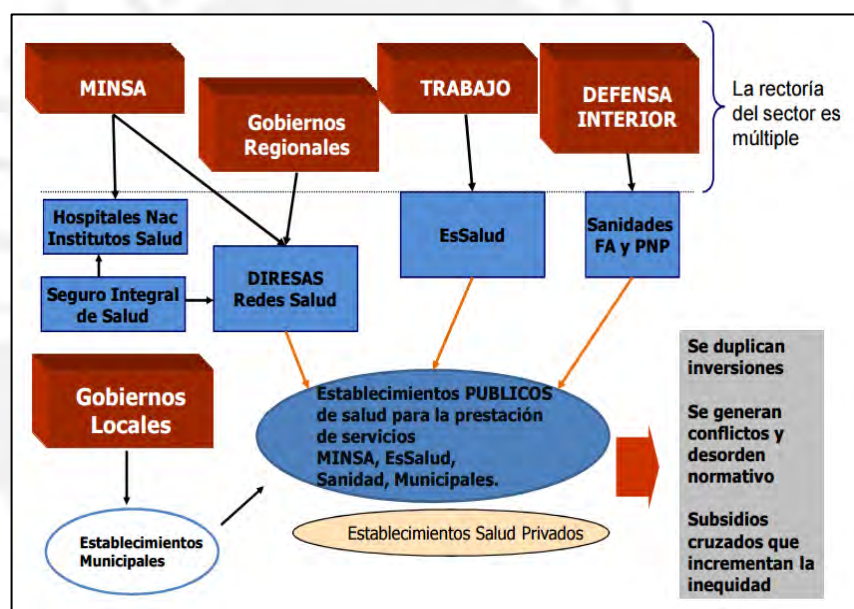 MINSA
Gobiernos
Regionales
TRABAJO
DEFENSA
INTERIOR
La rectoría
del sector es
múltiple
Hospitales Nac
Institutos Salud
Seguro Integral
de Salud
DIRESAS
Redes Salud
EsSalud
Sanidades
FA y PNP
Gobiernos
Locales
Establecimientos
Municipales
Establecimientos PUBLICOS
de salud para la prestación
de servicios
MINSA, EsSalud,
Sanidad, Municipales.
Establecimientos Salud Privados
Se duplican
inversiones
Se generan
conflictos y
desorden
normativo
Subsidios
cruzados que
incrementan la
inequidad